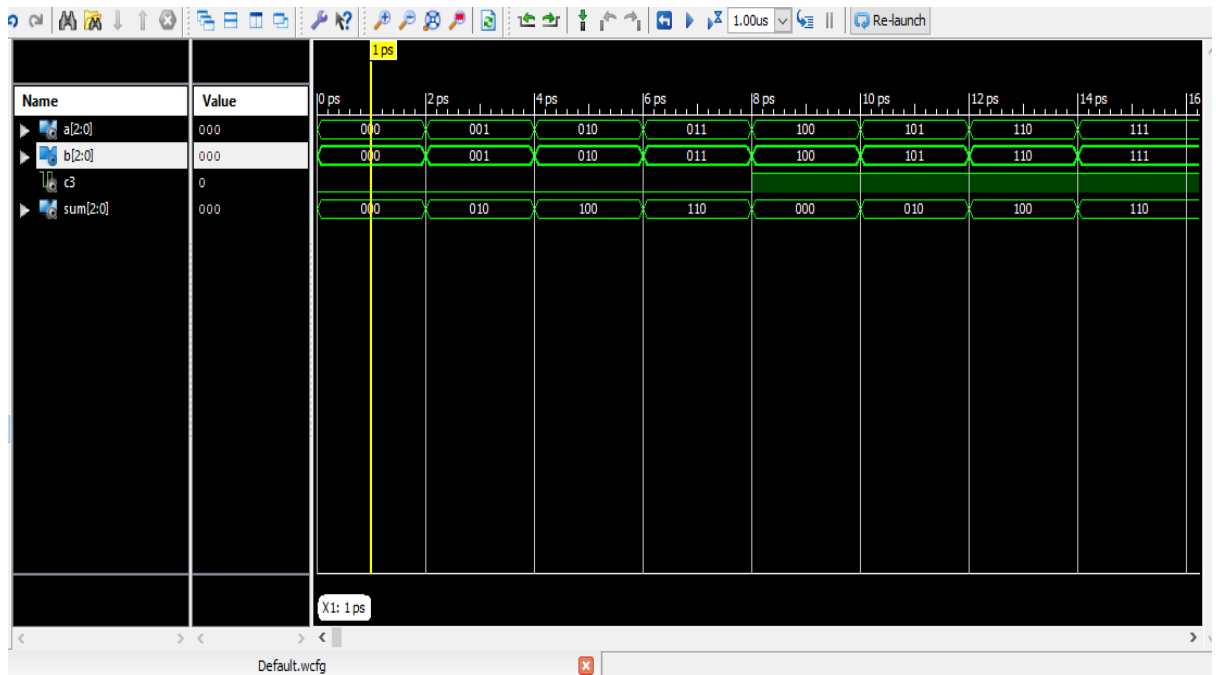 1.00us Re-launch
1 ps
Name Value 0 ps 2 ps 4 ps 6 ps 8 ps 10 ps 12 ps 14 ps 16
a[2:0] 000 000 001 010 011 100 101 110 111
b[2:0] 000 000 001 010 011 100 101 110 111
c3 0
sum[2:0] 000 000 010 100 110 000 010 100 110
X1: 1 ps
Default.wcfg